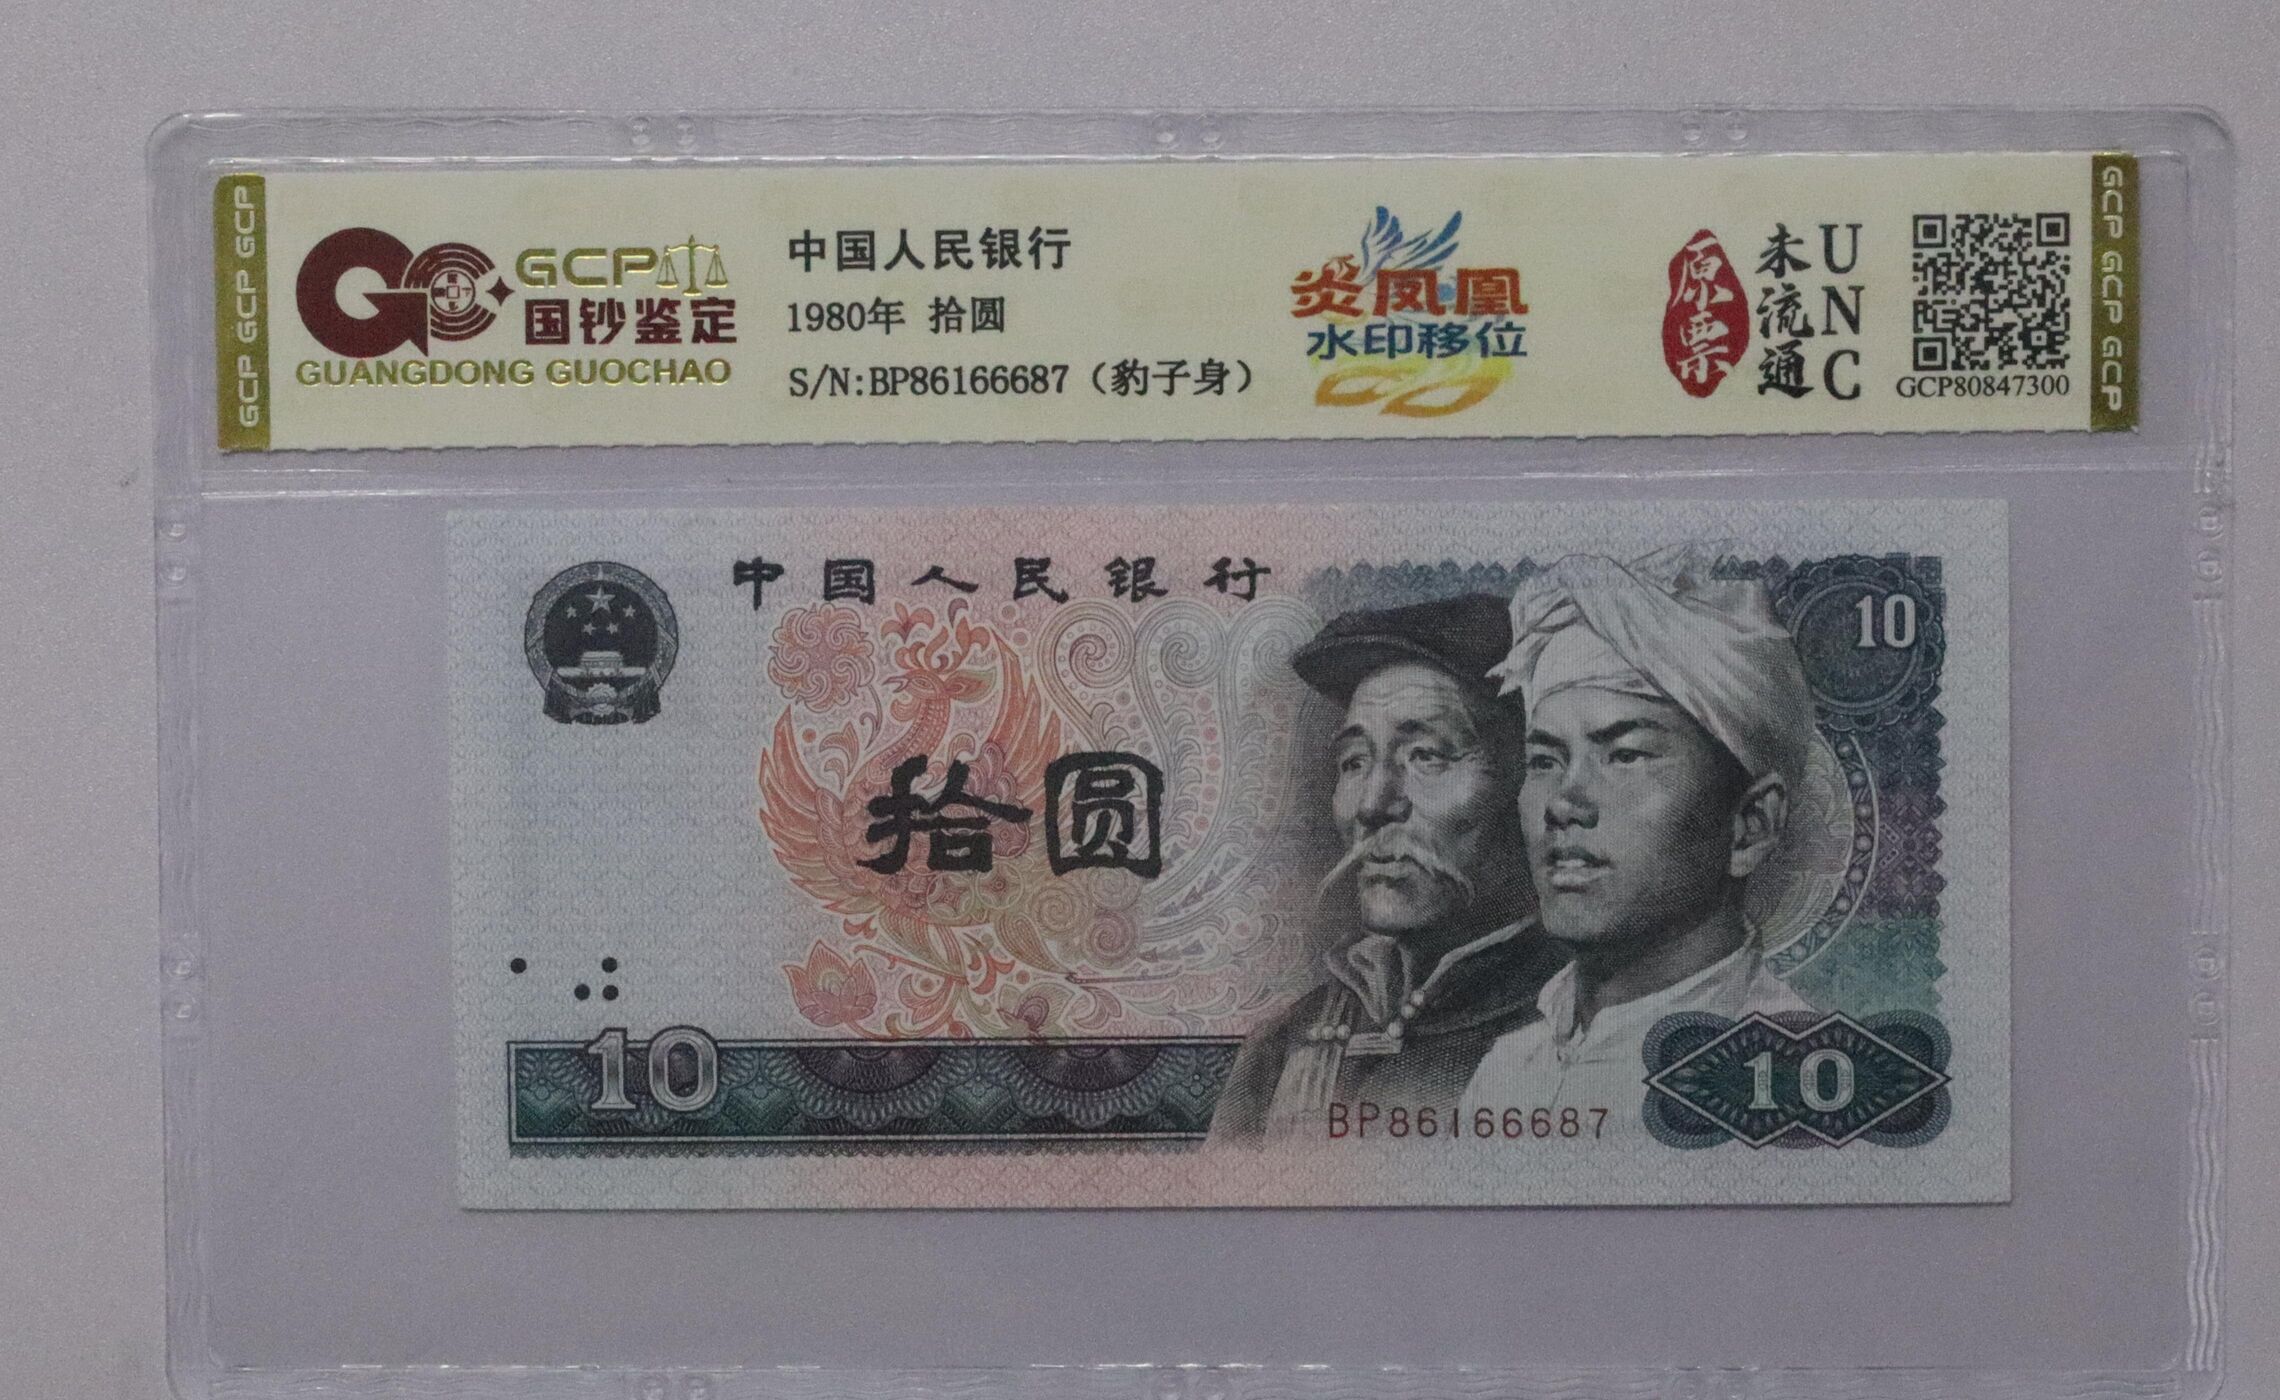 GCP GCP GCP
GCP
国钞鉴定
GUANGDONG GUOCHAO
中国人民银行
1980年 拾圆
S/N:BP86166687（豹子身）
炎凤凰
水印移位
原票
未流通
UNC
GCP80847300
GCP GCP GCP
中国人民银行
10
拾圆
10
BP86166687
10